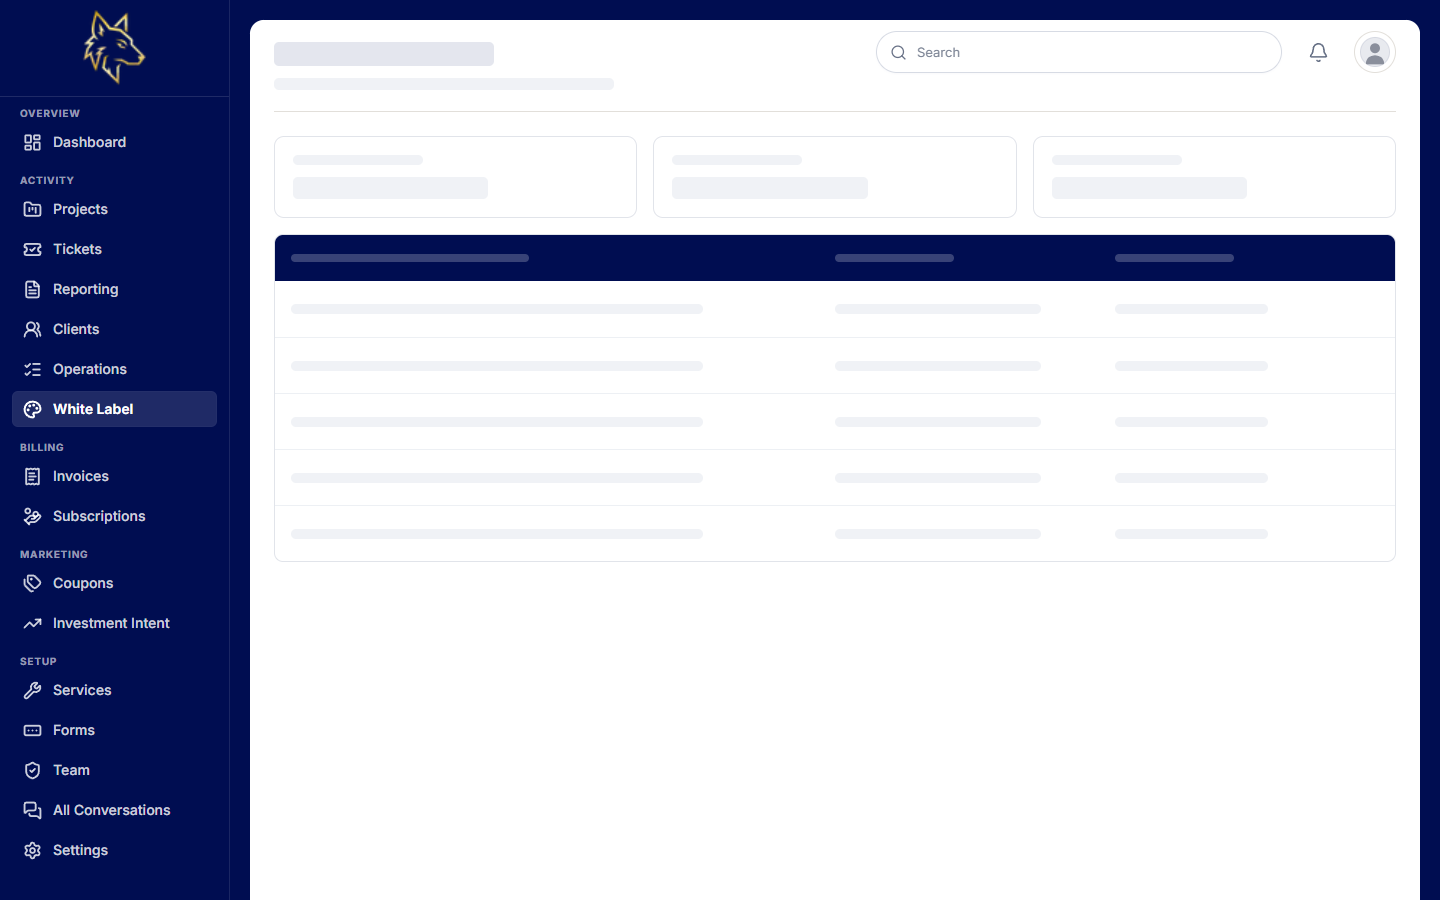 OVERVIEW
Dashboard
ACTIVITY
Projects
Tickets
Reporting
Clients
Operations
White Label
BILLING
Invoices
Subscriptions
MARKETING
Coupons
Investment Intent
SETUP
Services
Forms
Team
All Conversations
Settings
Search